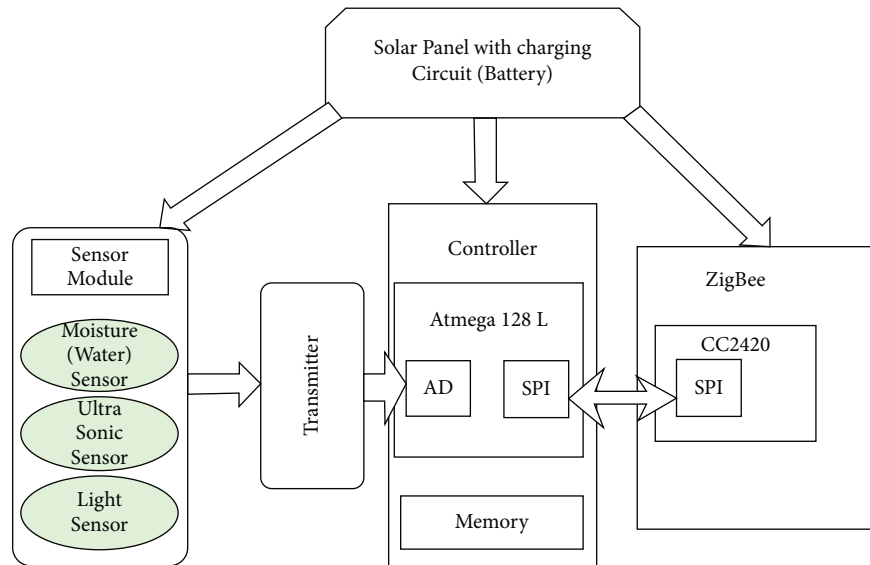 Solar Panel with charging
Circuit (Battery)
Sensor
Module
Moisture
(Water)
Sensor
Ultra
Sonic
Sensor
Light
Sensor
Transmitter
Controller
Atmega 128 L
AD
SPI
Memory
ZigBee
CC2420
SPI